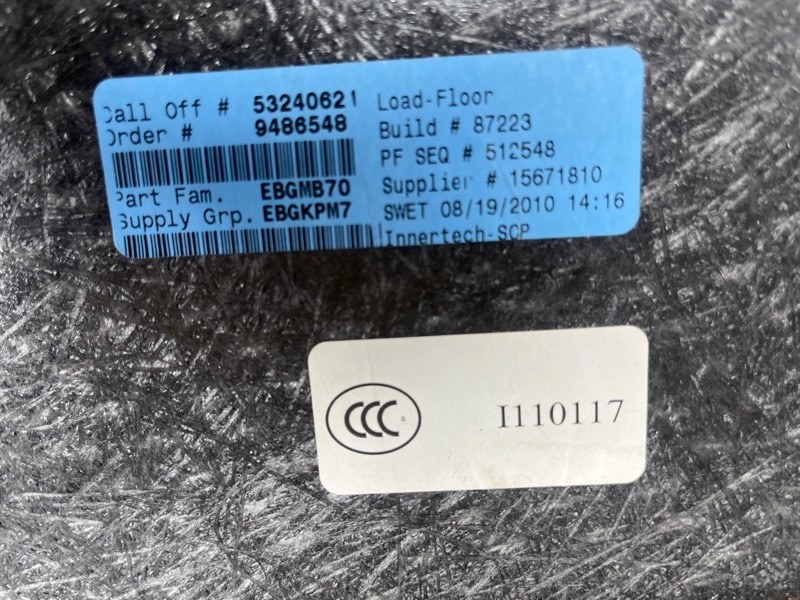 Call Off # 53240621
Order # 9486548
Part Fam. EBGMB70
Supply Grp. EBGKPM7
Load-Floor
Build # 87223
PF SEQ # 512548
Supplier # 15671810
SWET 08/19/2010 14:16
Innertech-SCP
CCC
I110117